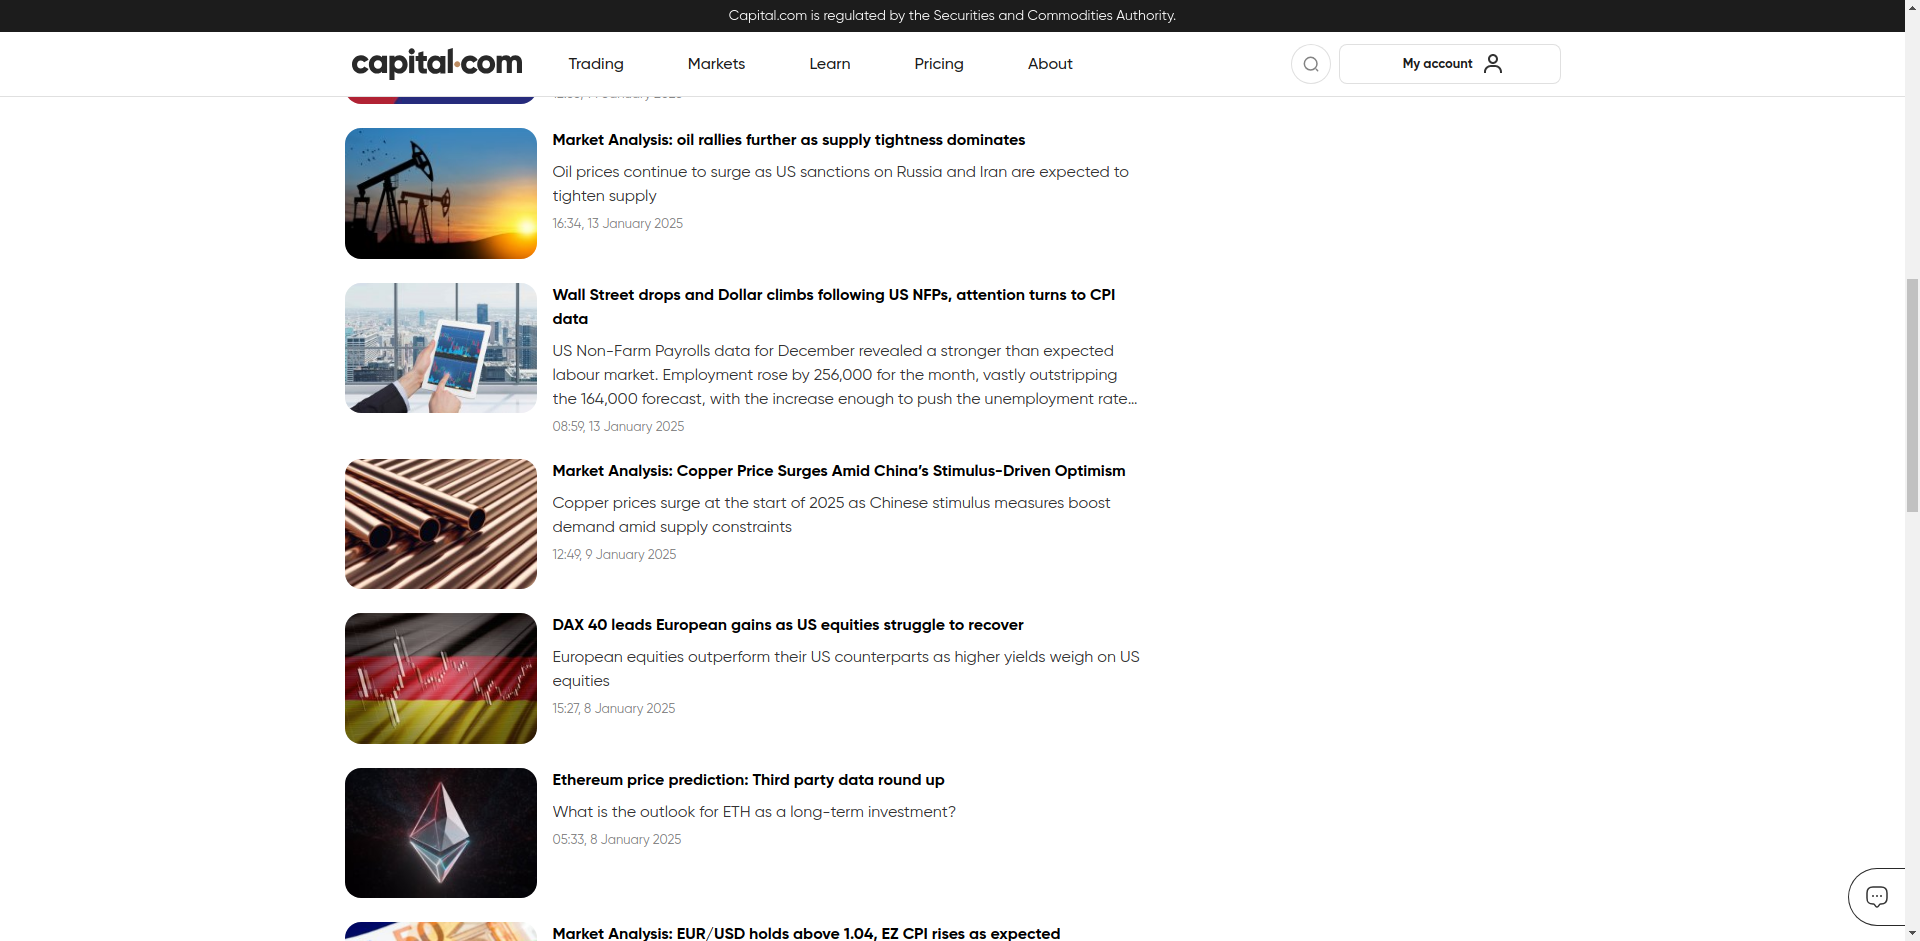 Capital.com is regulated by the Securities and Commodities Authority.
capital.com
Trading
Markets
Learn
Pricing
About
My account
Market Analysis: oil rallies further as supply tightness dominates
Oil prices continue to surge as US sanctions on Russia and Iran are expected to
tighten supply
16:34, 13 January 2025
Wall Street drops and Dollar climbs following US NFPs, attention turns to CPI
data
US Non-Farm Payrolls data for December revealed a stronger than expected
labour market. Employment rose by 256,000 for the month, vastly outstripping
the 164,000 forecast, with the increase enough to push the unemployment rate...
08:59, 13 January 2025
Market Analysis: Copper Price Surges Amid China’s Stimulus-Driven Optimism
Copper prices surge at the start of 2025 as Chinese stimulus measures boost
demand amid supply constraints
12:49, 9 January 2025
DAX 40 leads European gains as US equities struggle to recover
European equities outperform their US counterparts as higher yields weigh on US
equities
15:27, 8 January 2025
Ethereum price prediction: Third party data round up
What is the outlook for ETH as a long-term investment?
05:33, 8 January 2025
50
Market Analysis: EUR/USD holds above 1.04, EZ CPI rises as expected